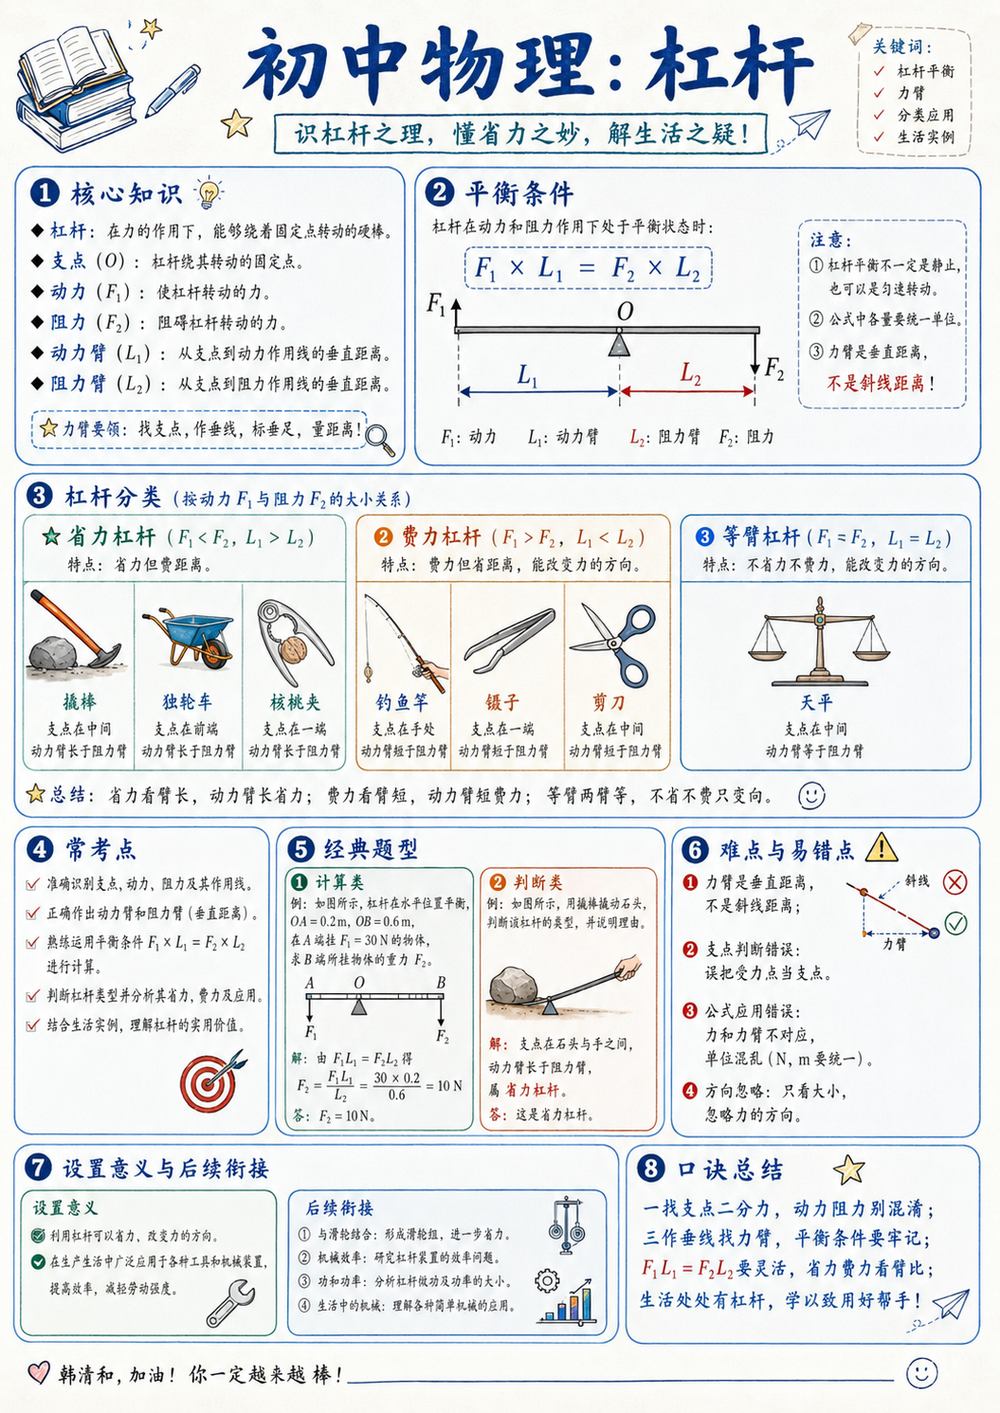 初中物理：杠杆
识杠杆之理，懂省力之妙，解生活之疑！
关键词：
✓ 杠杆平衡
✓ 力臂
✓ 分类应用
✓ 生活实例
1 核心知识
◆ 杠杆：在力的作用下，能够绕着固定点转动的硬棒。
◆ 支点（O）：杠杆绕其转动的固定点。
◆ 动力（F₁）：使杠杆转动的力。
◆ 阻力（F₂）：阻碍杠杆转动的力。
◆ 动力臂（L₁）：从支点到动力作用线的垂直距离。
◆ 阻力臂（L₂）：从支点到阻力作用线的垂直距离。
力臂要领：找支点，作垂线，标垂足，量距离！
2 平衡条件
杠杆在动力和阻力作用下处于平衡状态时：
F₁ × L₁ = F₂ × L₂
F₁
O
L₁
L₂
F₂
F₁：动力 L₁：动力臂 L₂：阻力臂 F₂：阻力
注意：
① 杠杆平衡不一定是静止，
也可以是匀速转动。
② 公式中各量要统一单位。
③ 力臂是垂直距离，
不是斜线距离！
3 杠杆分类（按动力 F₁ 与阻力 F₂ 的大小关系）
省力杠杆（F₁ < F₂，L₁ > L₂）
特点：省力但费距离。
撬棒
支点在中间
动力臂长于阻力臂
独轮车
支点在前端
动力臂长于阻力臂
核桃夹
支点在一端
动力臂长于阻力臂
2 费力杠杆（F₁ > F₂，L₁ < L₂）
特点：费力但省距离，能改变力的方向。
钓鱼竿
支点在手处
动力臂短于阻力臂
镊子
支点在一端
动力臂短于阻力臂
剪刀
支点在中间
动力臂短于阻力臂
3 等臂杠杆（F₁ = F₂，L₁ = L₂）
特点：不省力不费力，能改变力的方向。
天平
支点在中间
动力臂等于阻力臂
总结：省力看臂长，动力臂长省力；费力看臂短，动力臂短费力；等臂两臂等，不省不费只变向。
4 常考点
准确识别支点，动力、阻力及其作用线。
正确作出动力臂和阻力臂（垂直距离）。
熟练运用平衡条件 F₁ × L₁ = F₂ × L₂
进行计算。
判断杠杆类型并分析其省力，费力及应用。
结合生活实例，理解杠杆的实用价值。
5 经典题型
1 计算类
例：如图所示，杠杆在水平位置平衡，
OA = 0.2m，OB = 0.6m，
在 A 端挂 F₁ = 30 N 的物体，
求 B 端所挂物体的重力 F₂。
A O B
F₁ F₂
解：由 F₁L₁ = F₂L₂ 得
F₂ = F₁L₁/L₂ = 30 × 0.2/0.6 = 10 N
答：F₂ = 10 N。
2 判断类
例：如图所示，用撬棒撬动石头，
判断该杠杆的类型，并说明理由。
解：支点在石头与手之间，
动力臂长于阻力臂，
属 省力杠杆。
答：这是省力杠杆。
6 难点与易错点
1 力臂是垂直距离，
不是斜线距离；
斜线
力臂
2 支点判断错误：
误把受力点当支点。
3 公式应用错误：
力和力臂不对应，
单位混乱（N，m 要统一）。
4 方向忽略：只看大小，
忽略力的方向。
7 设置意义与后续衔接
设置意义
利用杠杆可以省力、改变力的方向。
在生产生活中广泛应用于各种工具和机械装置，
提高效率，减轻劳动强度。
后续衔接
① 与滑轮结合：形成滑轮组，进一步省力。
② 机械效率：研究杠杆装置的效率问题。
③ 功和功率：分析杠杆做功及功率的大小。
④ 生活中的机械：理解各种简单机械的应用。
8 口诀总结
一找支点二分力，动力阻力别混淆；
三作垂线找力臂，平衡条件要牢记；
F₁L₁ = F₂L₂要灵活，省力费力看臂比；
生活处处有杠杆，学以致用好帮手！
韩清和，加油！你一定越来越 棒！